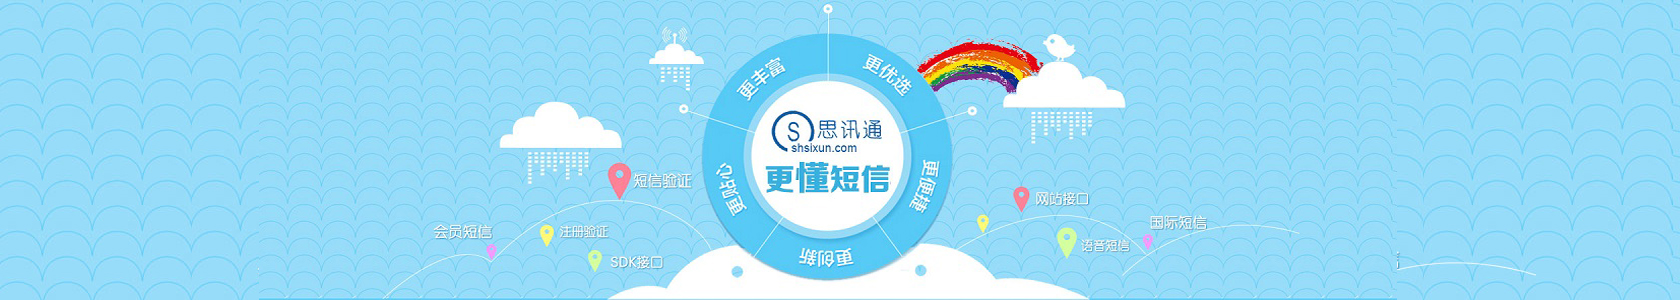 更丰富
更优选
更便捷
更创新
更贴心
S
思讯通
shsixun.com
更懂短信
短信验证
会员短信
注册验证
SDK接口
网站接口
语音短信
国际短信